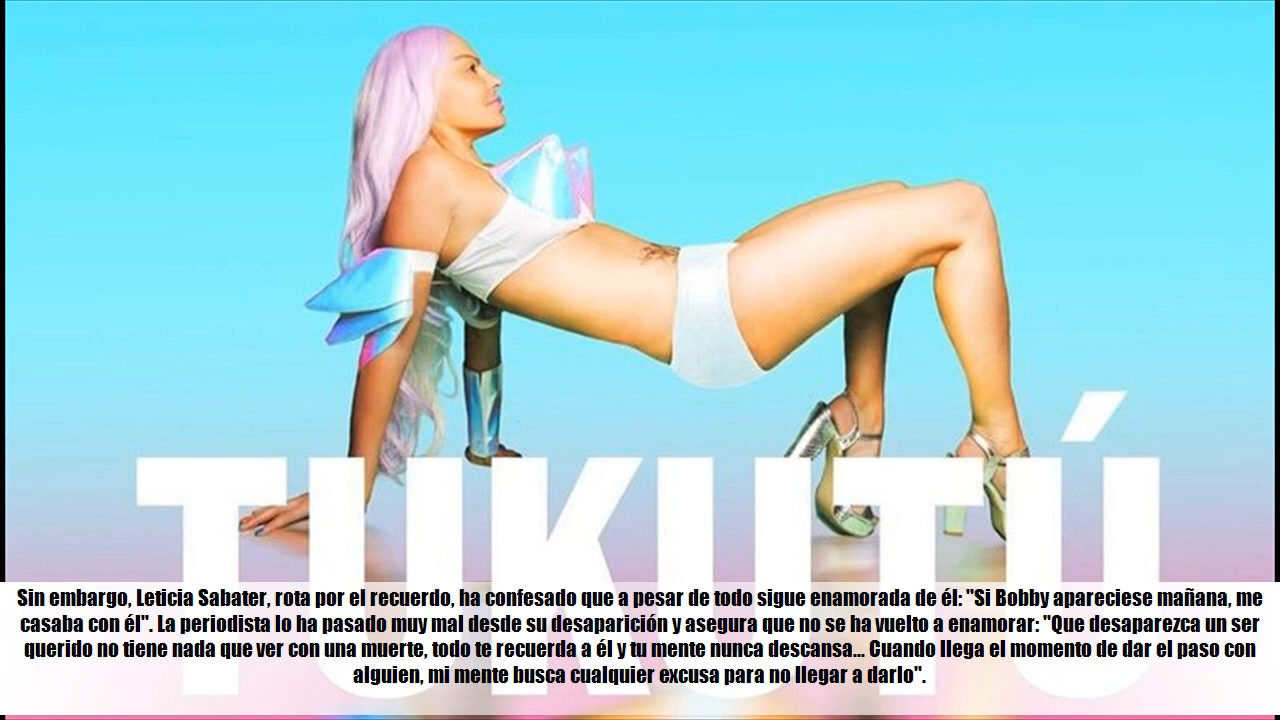 TUKUTÚ
Sin embargo, Leticia Sabater, rota por el recuerdo, ha confesado que a pesar de todo sigue enamorada de él: "Si Bobby apareciese mañana, me
casaba con él". La periodista lo ha pasado muy mal desde su desaparición y asegura que no se ha vuelto a enamorar: "Que desaparezca un ser
querido no tiene nada que ver con una muerte, todo te recuerda a él y tu mente nunca descansa... Cuando llega el momento de dar el paso con
alguien, mi mente busca cualquier excusa para no llegar a darlo".